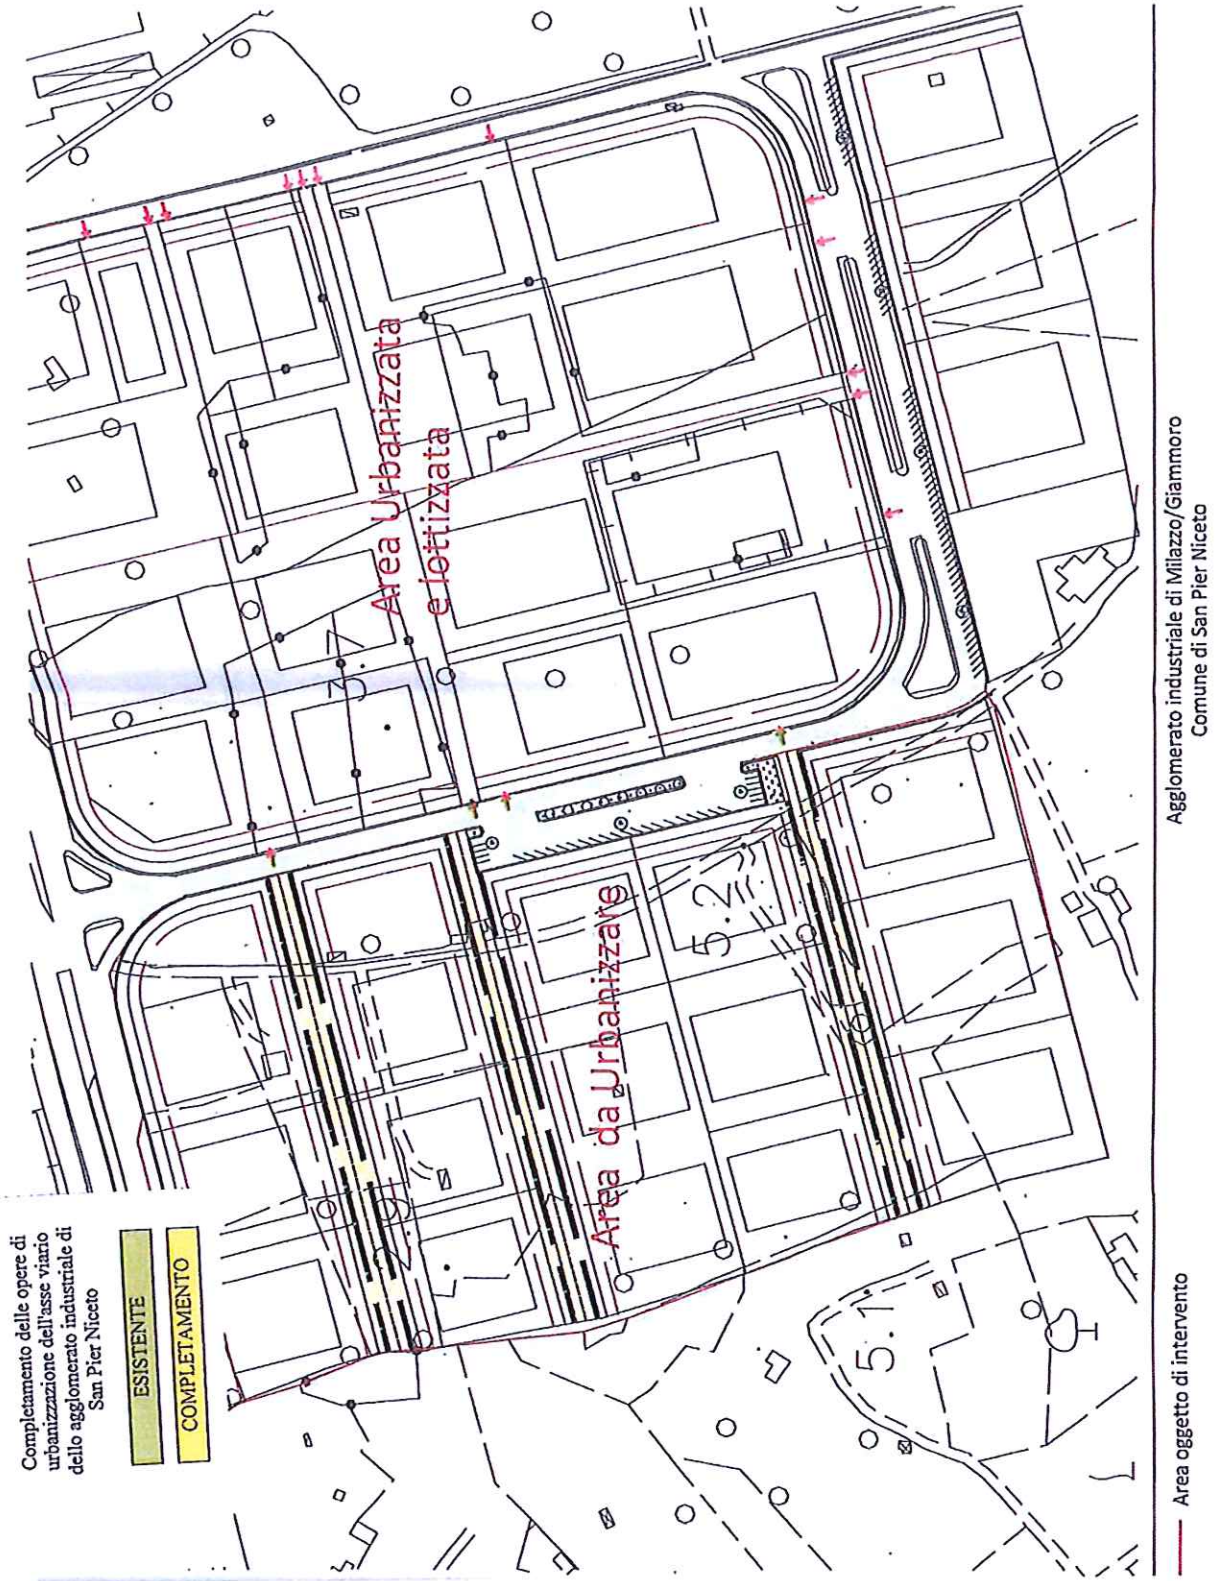 Completamento delle opere di
urbanizzazione dell'asse viario
dello agglomerato industriale di
San Pier Niceto
ESISTENTE
COMPLETAMENTO
Area Urbanizzata
e lottizzata
Area da Urbanizzare
5.2
5.1
Area oggetto di intervento
Agglomerato industriale di Milazzo/Giammoro
Comune di San Pier Niceto